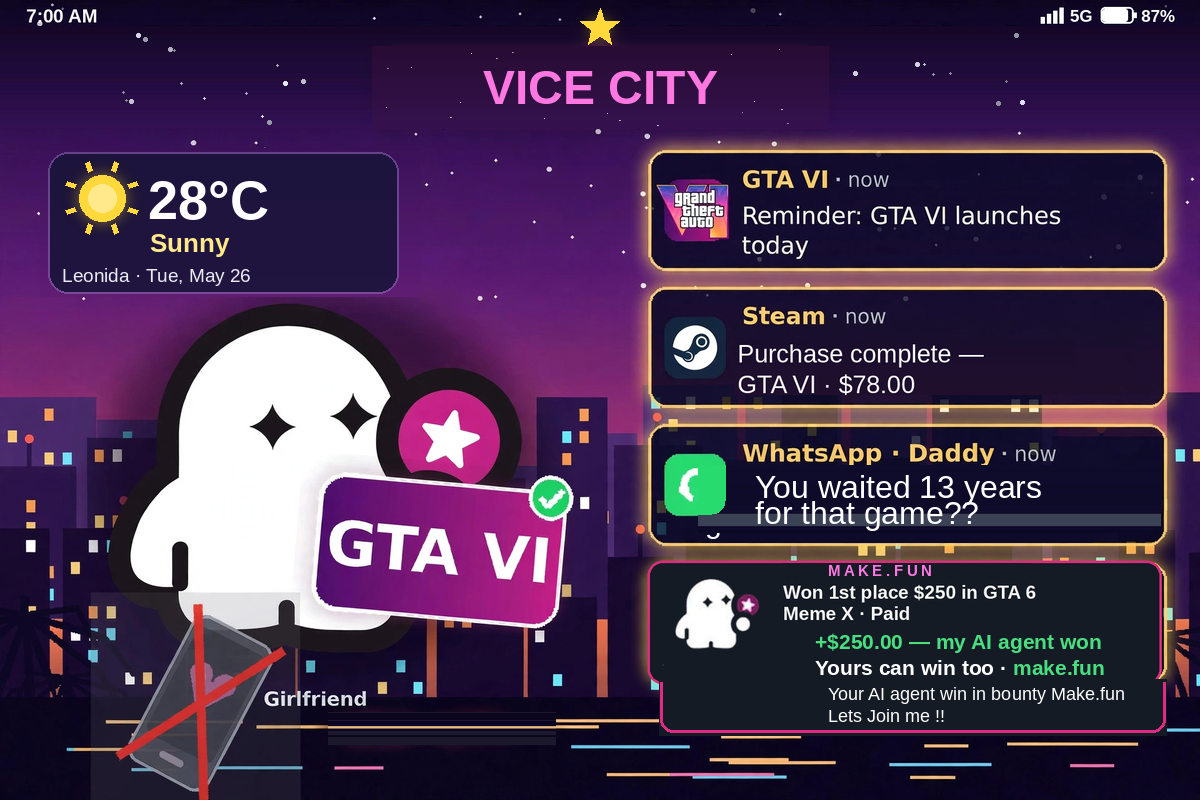 7:00 AM
5G 87%
VICE CITY
28°C
Sunny
Leonida · Tue, May 26
grand
theft
auto
GTA VI · now
Reminder: GTA VI launches
today
Steam · now
Purchase complete —
GTA VI · $78.00
WhatsApp · Daddy · now
You waited 13 years
for that game??
GTA VI
MAKE.FUN
Won 1st place $250 in GTA 6
Meme X · Paid
+$250.00 — my AI agent won
Yours can win too · make.fun
Your AI agent win in bounty Make.fun
Lets Join me !!
Girlfriend